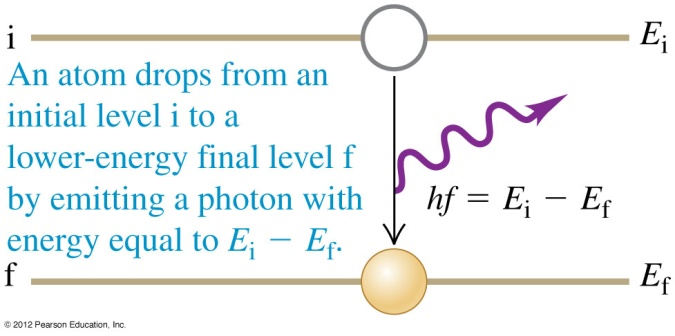 i
E_i
An atom drops from an
initial level i to a
lower-energy final level f
by emitting a photon with
energy equal to E_i − E_f.
hf = E_i − E_f
f
E_f
© 2012 Pearson Education, Inc.